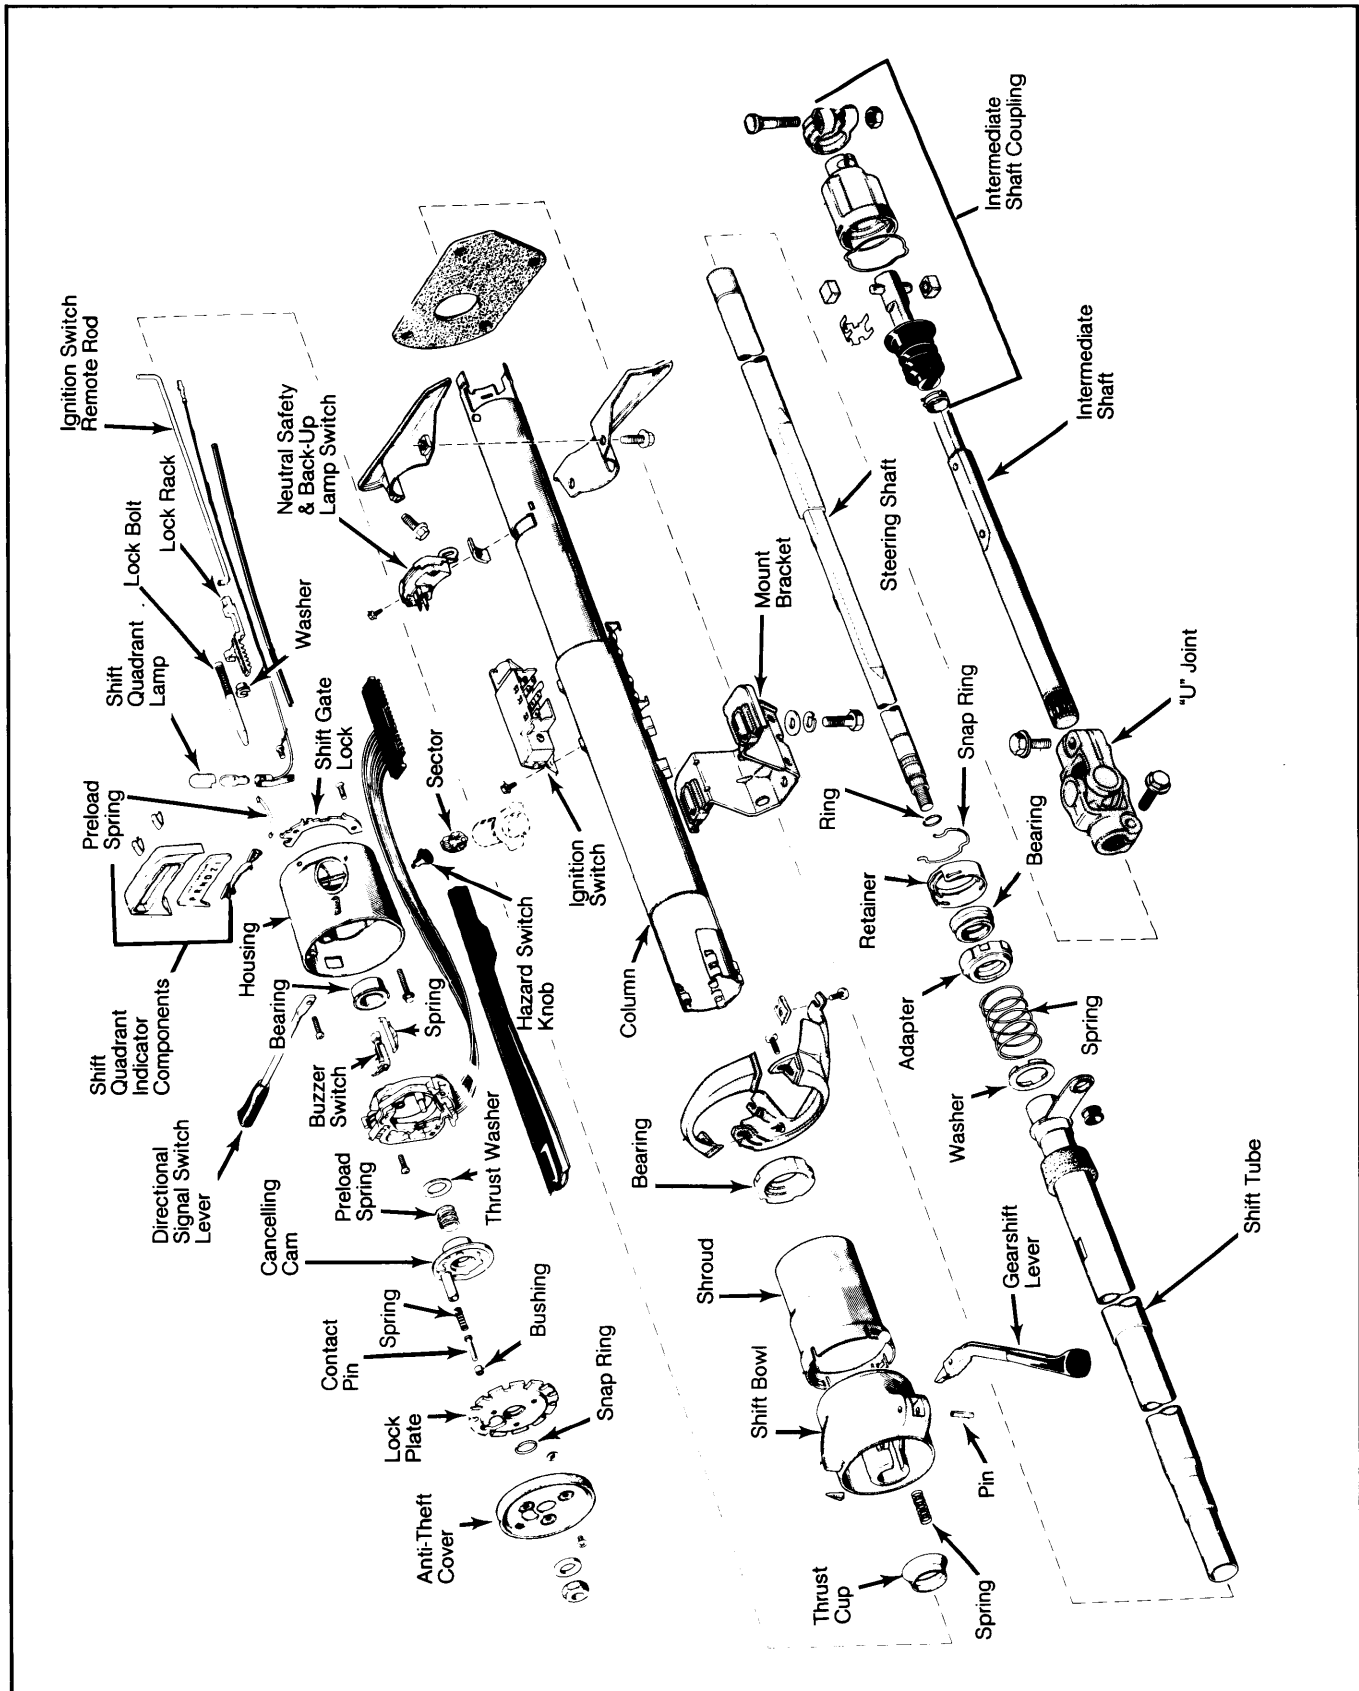 Ignition Switch
Remote Rod
Lock Rack
Lock Bolt
Shift
Quadrant
Lamp
Washer
Preload
Spring
Shift Gate
Lock
Neutral Safety
& Back-Up
Lamp Switch
Shift
Quadrant
Indicator
Components
Housing
Bearing
Directional
Signal Switch
Lever
Buzzer
Switch
Spring
Sector
Hazard Switch
Knob
Ignition
Switch
Cancelling
Cam
Preload
Spring
Thrust Washer
Contact
Pin
Spring
Bushing
Lock
Plate
Snap Ring
Anti-Theft
Cover
Column
Mount
Bracket
Bearing
Shroud
Shift Bowl
Thrust
Cup
Spring
Pin
Gearshift
Lever
Steering Shaft
Snap Ring
Ring
Retainer
Bearing
Adapter
Spring
Washer
Shift Tube
Intermediate
Shaft Coupling
Intermediate
Shaft
"U" Joint
P R N D 2 1